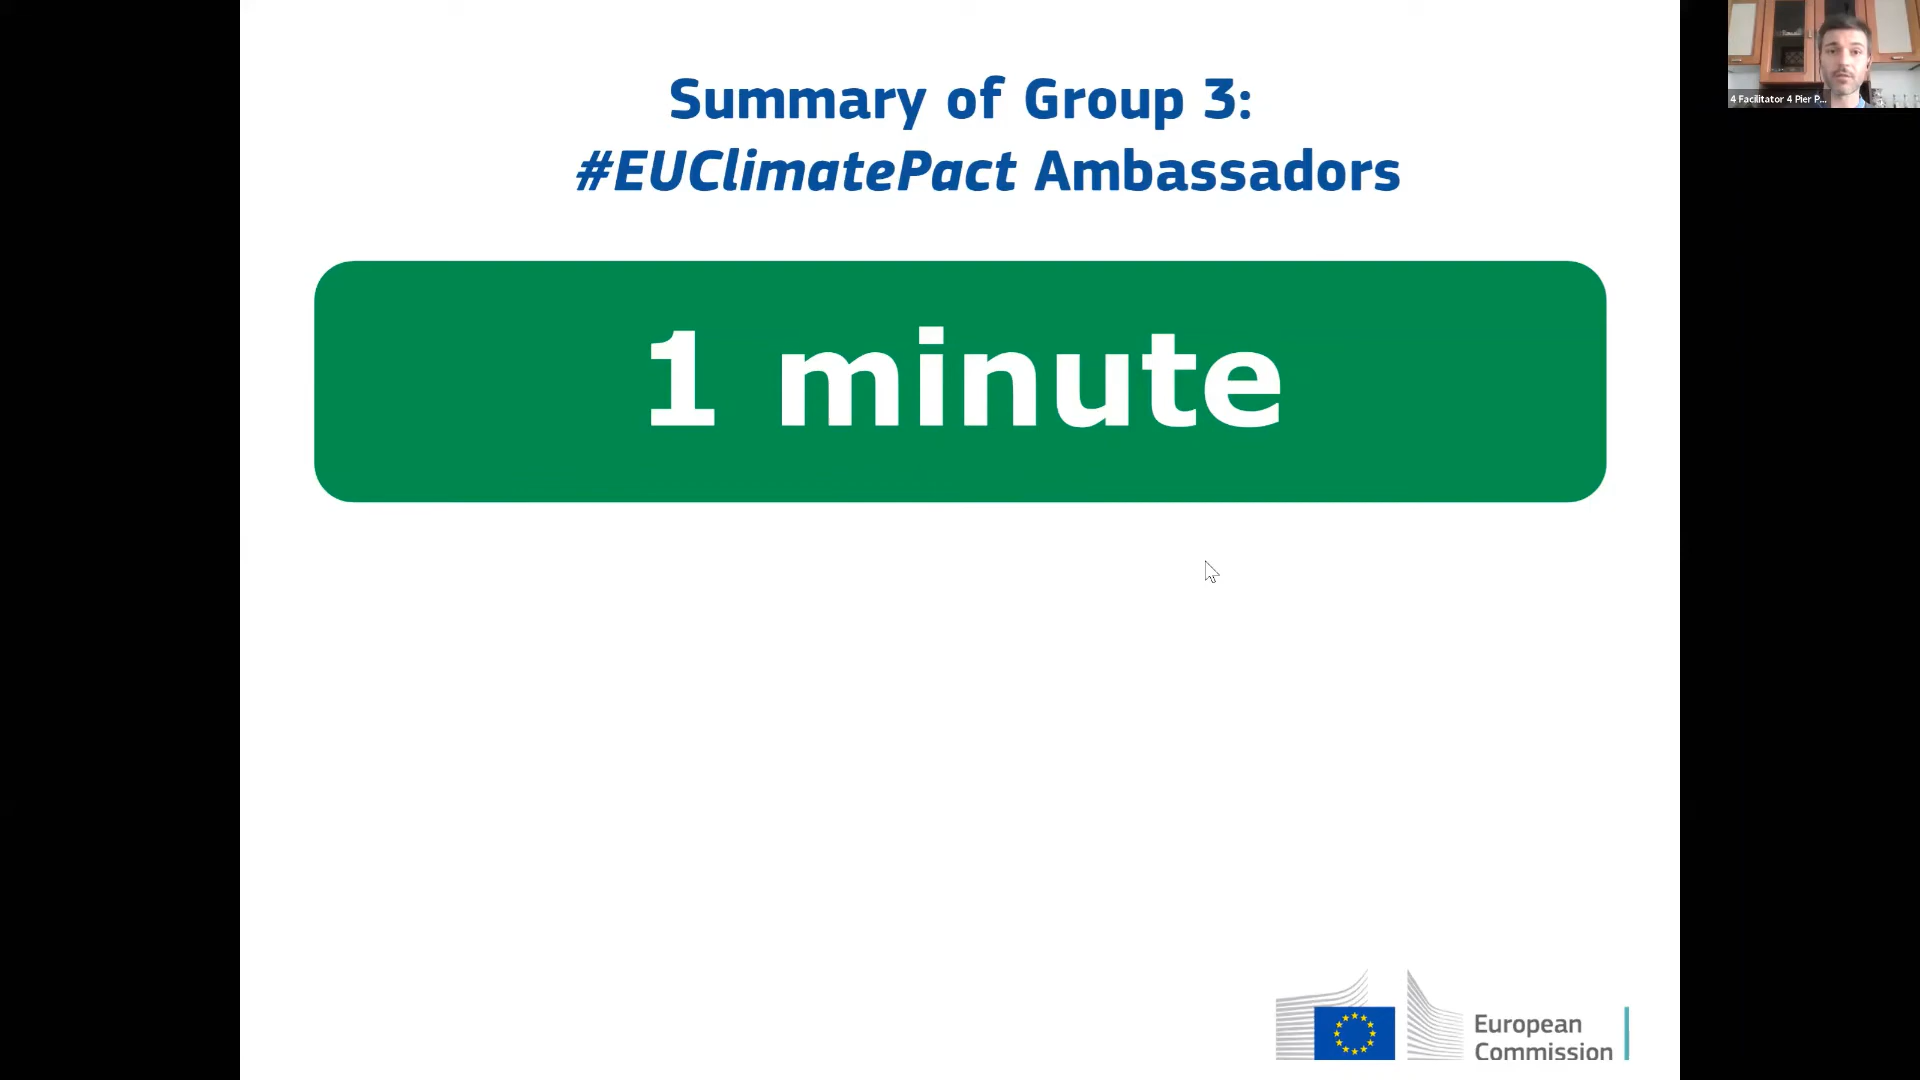 Summary of Group 3:
#EUClimatePact Ambassadors
1 minute
4 Facilitator 4 Pier P...
European
Commission